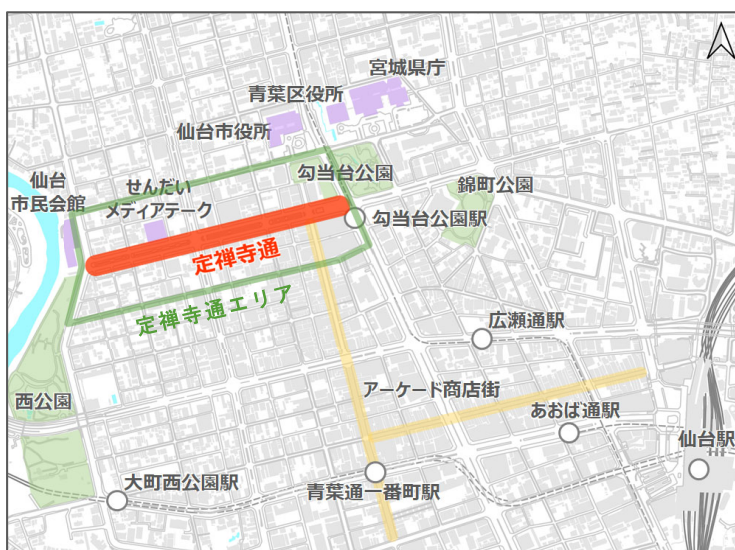 宮城県庁
青葉区役所
仙台市役所
仙台
市民会館
せんだい
メディアテーク
勾当台公園
錦町公園
勾当台公園駅
定禅寺通
定禅寺通エリア
広瀬通駅
西公園
アーケード商店街
あおば通駅
仙台駅
大町西公園駅
青葉通一番町駅